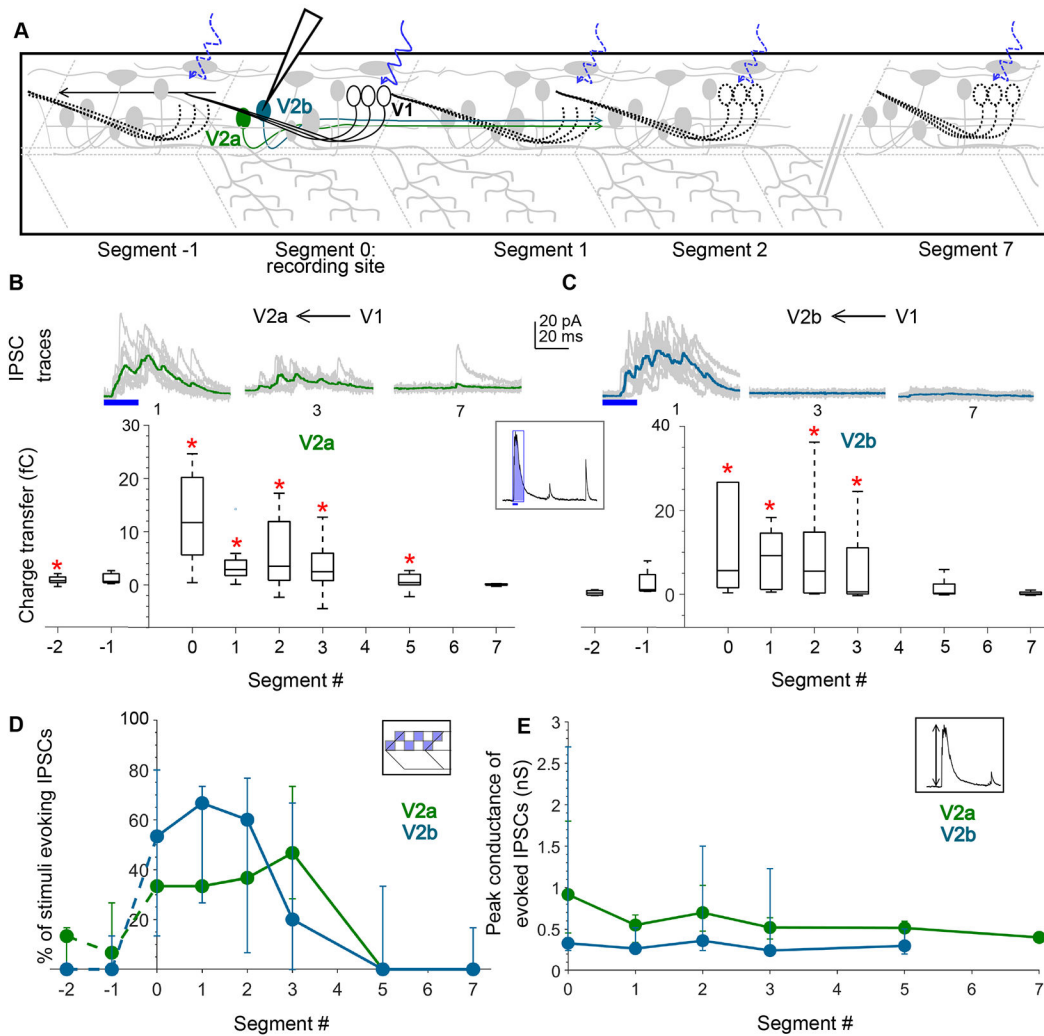 A
V2b
V2a
V1
Segment -1
Segment 0:
recording site
Segment 1
Segment 2
Segment 7
B
C
IPSC
traces
V2a V1
20 pA
20 ms
V2b V1
1 3 7
1 3 7
Charge transfer (fC)
30
20
10
0
V2a
* * * * * *
-2 -1 0 1 2 3 4 5 6 7
Segment #
40
20
0
V2b
* * * *
-2 -1 0 1 2 3 4 5 6 7
Segment #
D
% of stimuli evoking IPSCs
100
80
60
40
20
V2a
V2b
-2 -1 0 1 2 3 4 5 6 7
Segment #
E
Peak conductance of
evoked IPSCs (nS)
3
2.5
2
1.5
1
0.5
0
V2a
V2b
0 1 2 3 4 5 6 7
Segment #